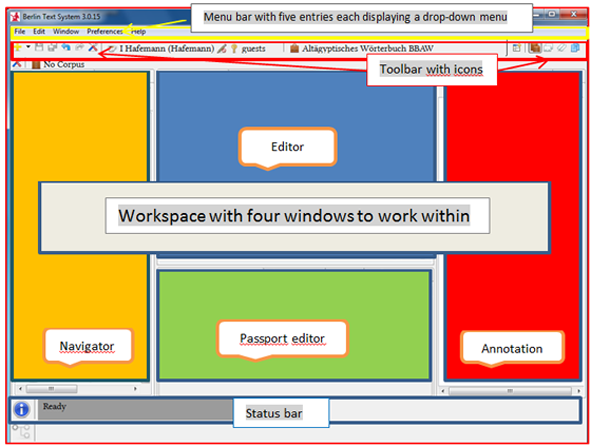 Berlin Text System 3.0.15
Menu bar with five entries each displaying a drop-down menu
File Edit Window Preferences Help
I Hafemann (Hafemann) guests Altägyptisches Wörterbuch BBAW
No Corpus
Toolbar with icons
Editor
Workspace with four windows to work within
Navigator
Passport editor
Annotation
Ready
Status bar